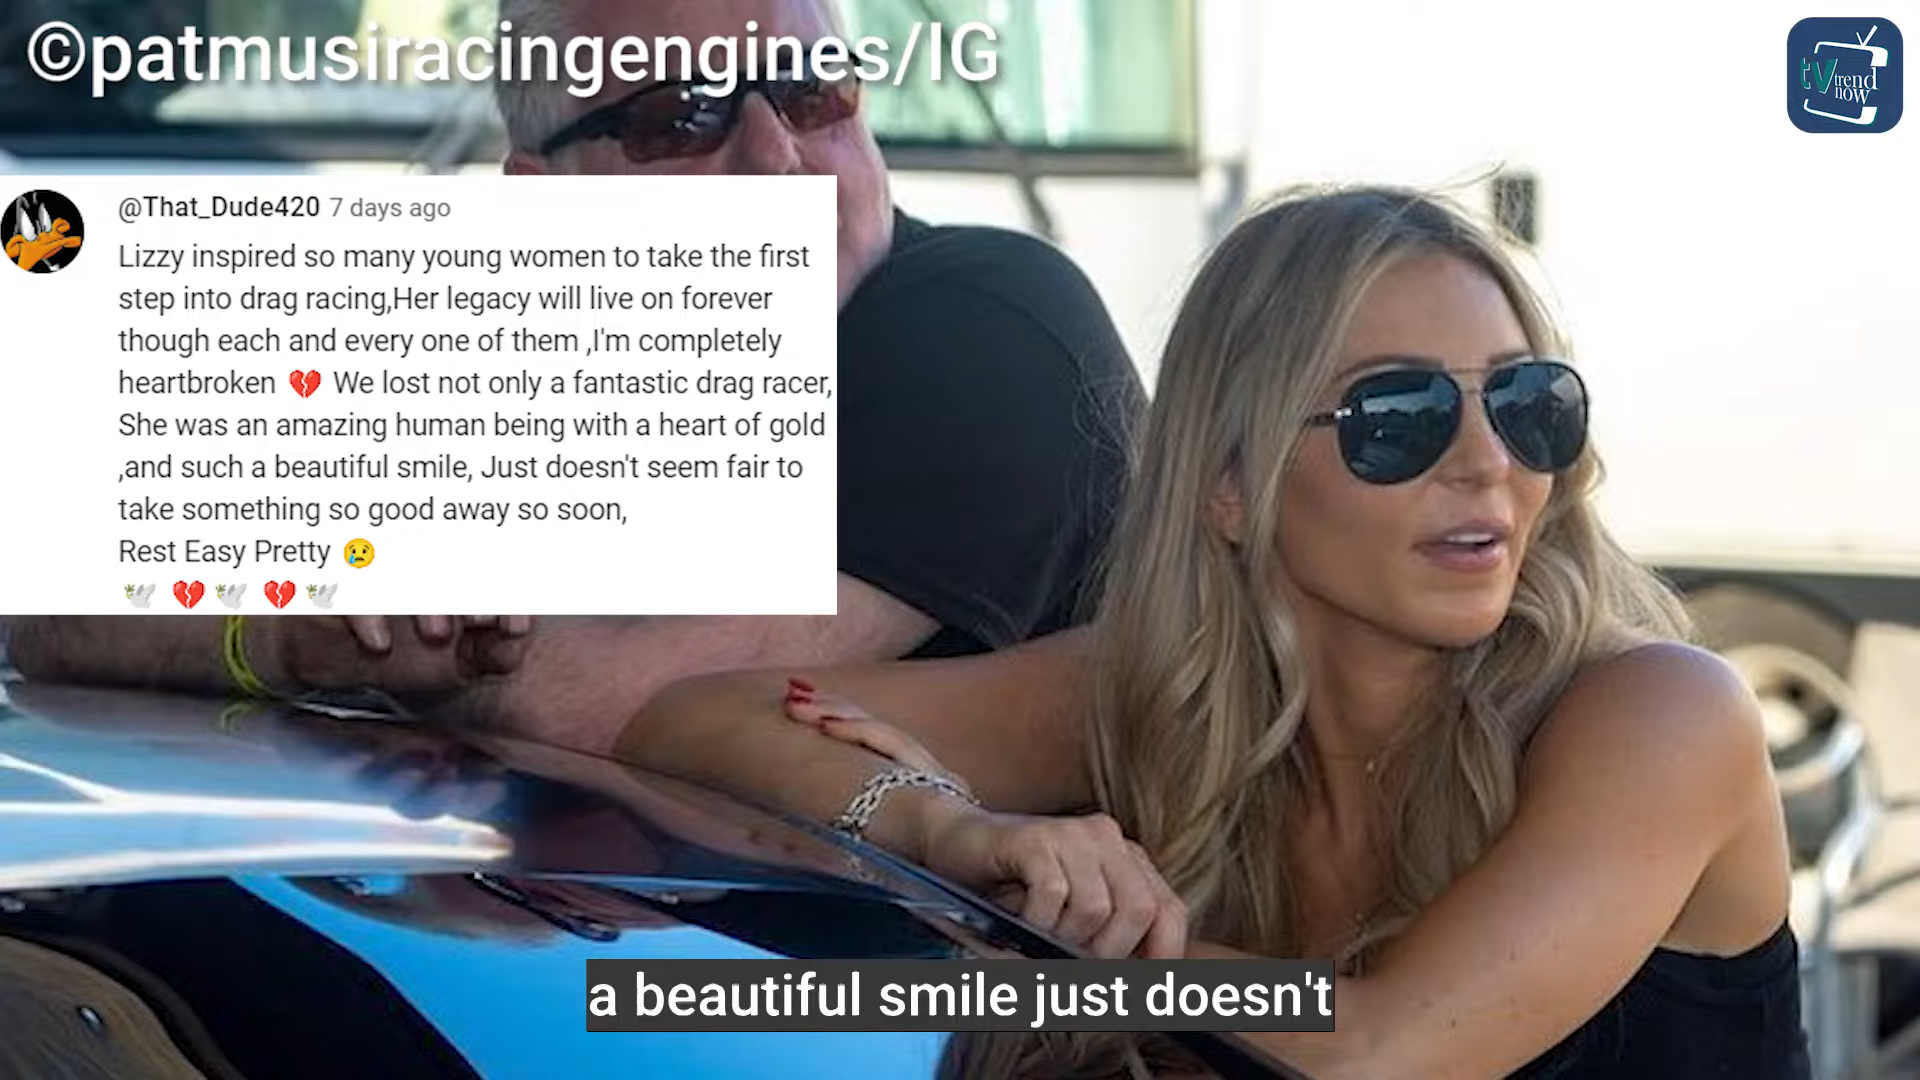 ©patmusiracingengines/IG
tv trend
now
@That_Dude420 7 days ago
Lizzy inspired so many young women to take the first
step into drag racing,Her legacy will live on forever
though each and every one of them ,I'm completely
heartbroken 💔 We lost not only a fantastic drag racer,
She was an amazing human being with a heart of gold
,and such a beautiful smile, Just doesn't seem fair to
take something so good away so soon,
Rest Easy Pretty 😢
🕊️ 💔 🕊️ 💔 🕊️
a beautiful smile just doesn't